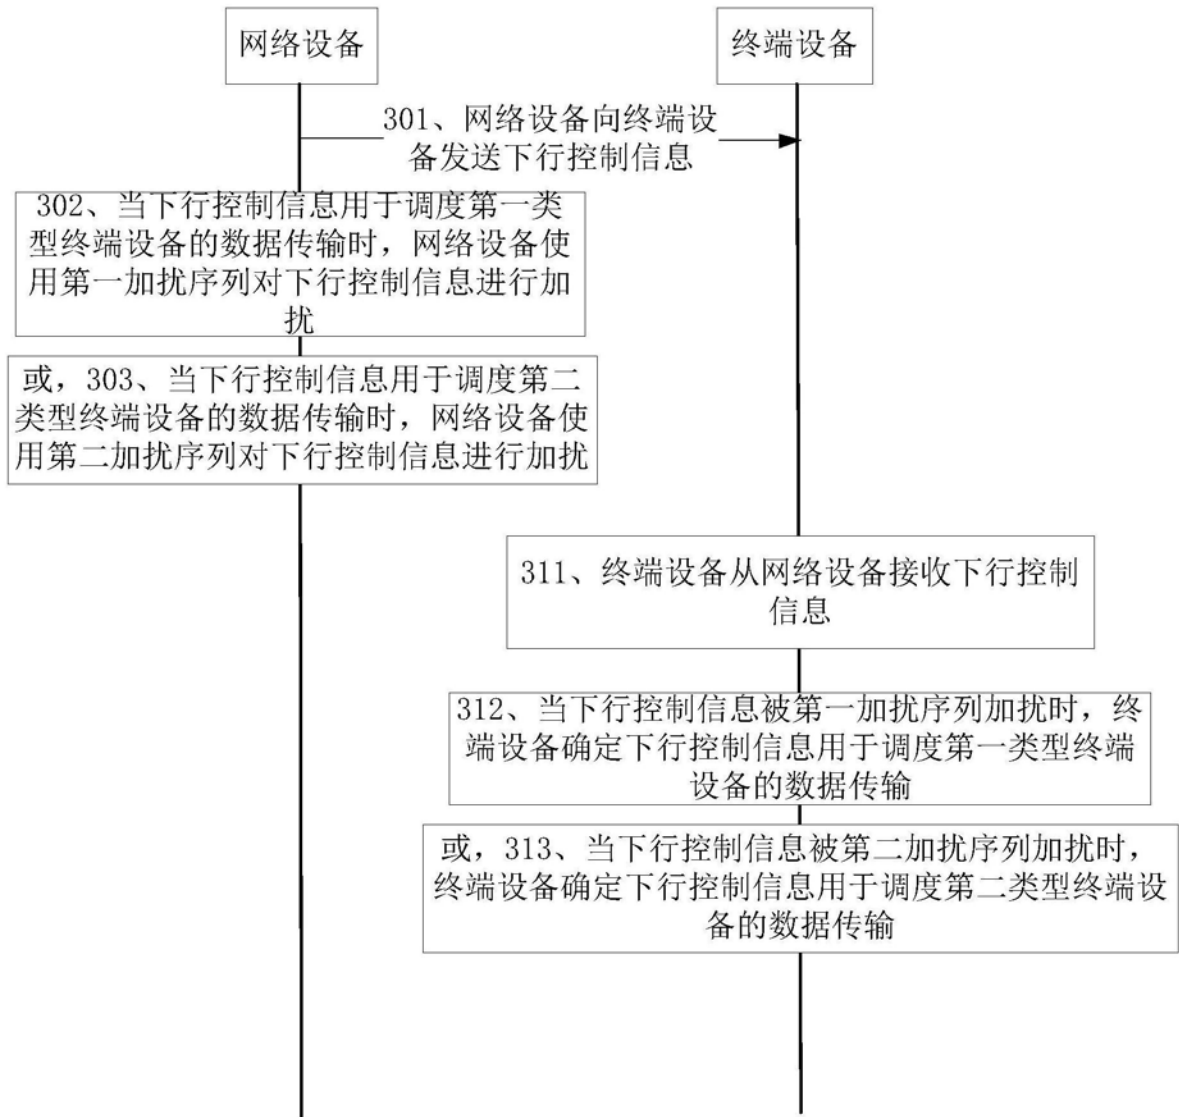 网络设备
终端设备
301、网络设备向终端设
备发送下行控制信息
302、当下行控制信息用于调度第一类
型终端设备的数据传输时，网络设备使
用第一加扰序列对下行控制信息进行加
扰
或，303、当下行控制信息用于调度第二
类型终端设备的数据传输时，网络设备使
用第二加扰序列对下行控制信息进行加扰
311、终端设备从网络设备接收下行控制
信息
312、当下行控制信息被第一加扰序列加扰时，终
端设备确定下行控制信息用于调度第一类型终端
设备的数据传输
或，313、当下行控制信息被第二加扰序列加扰时，
终端设备确定下行控制信息用于调度第二类型终端设
备的数据传输